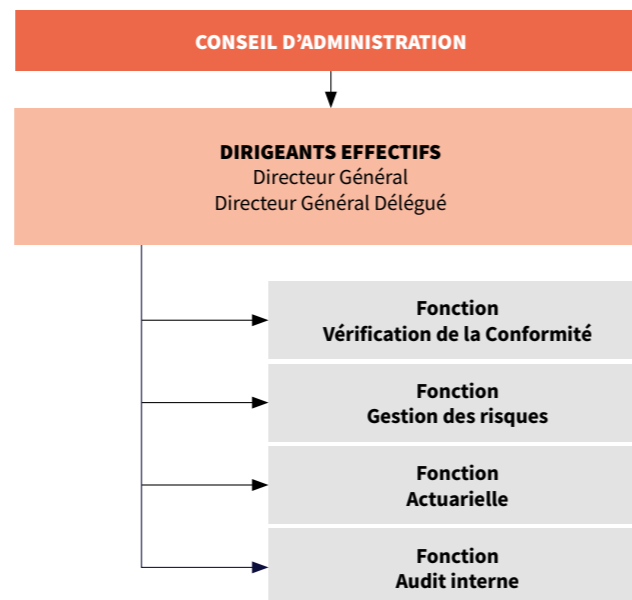 CONSEIL D’ADMINISTRATION
DIRIGEANTS EFFECTIFS
Directeur Général
Directeur Général Délégué
Fonction
Vérification de la Conformité
Fonction
Gestion des risques
Fonction
Actuarielle
Fonction
Audit interne